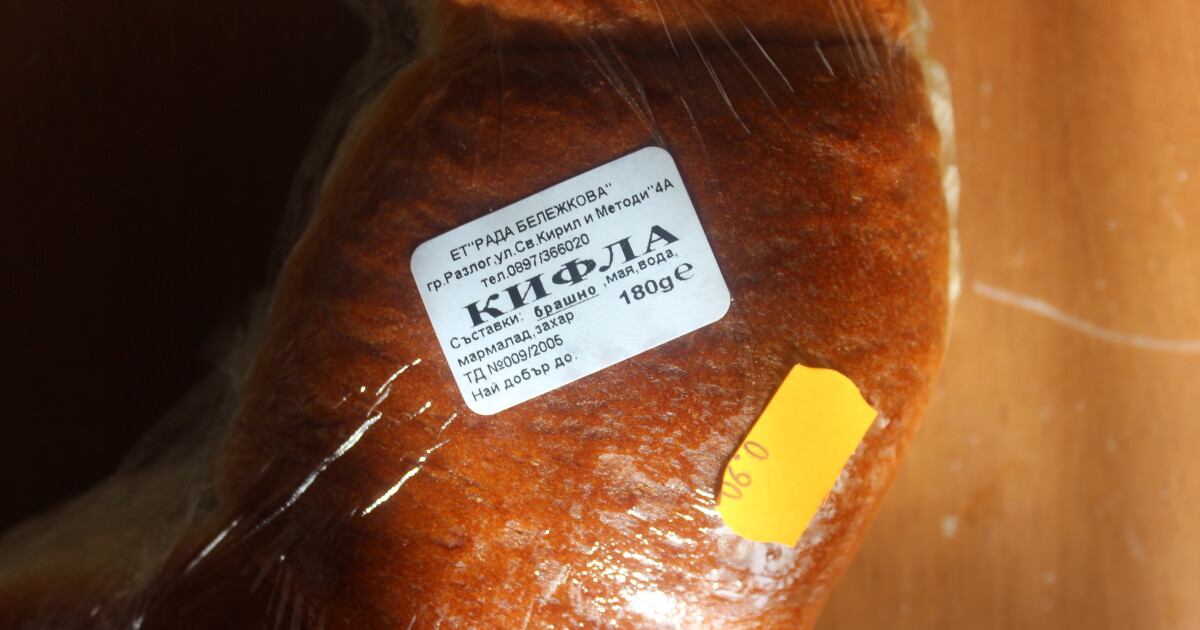 ЕТ"РАДА БЕЛЕЖКОВА"
гр.Разлог,ул.Св.Кирил и Методи"4А
тел.0897/366020
КИФЛА
Съставки: брашно ,мая,вода,
мармалад,захар
180g℮
ТД №009/2005
Най добър до:
0.90